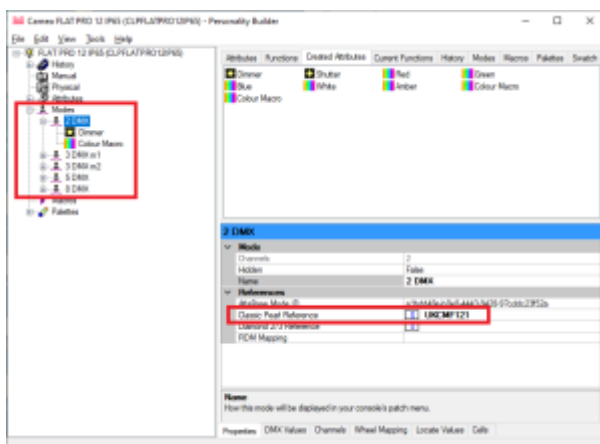 Cameo FLAT PRO 12 IP65 (CLPFLATPRO12IP65) - Personality Builder
File Edit View Tools Help
FLAT PRO 12 IP65 (CLPFLATPRO12IP65)
History
Manual
Physical
Attributes
Modes
2 DMX
Dimmer
Colour Macro
3 DMX m1
3 DMX m2
5 DMX
8 DMX
Macros
Palettes
Attributes Functions Created Attributes Current Functions History Modes Macros Palettes Swatch
Dimmer Shutter Red Green
Blue White Amber Colour Macro
Colour Macro
2 DMX
Mode
Channels 2
Hidden False
Name 2 DMX
References
Classic Pearl Reference UKCMF121
Diamond 2/3 Reference
RDM Mapping
Name
How this mode will be displayed in your console's patch menu.
Properties DMX Values Channels Wheel Mapping Locate Values Cells